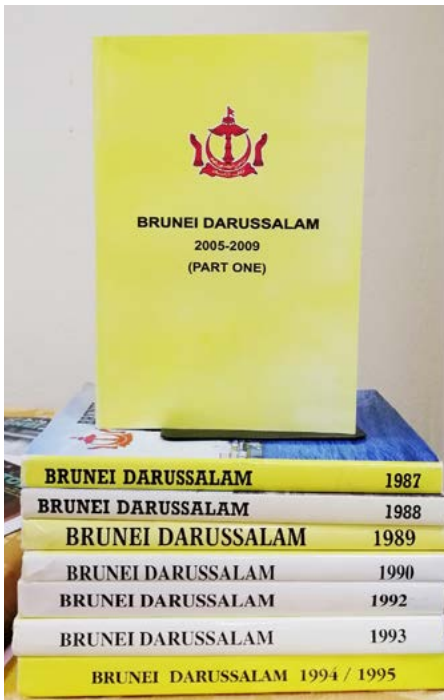 BRUNEI DARUSSALAM
2005-2009
(PART ONE)
BRUNEI DARUSSALAM 1987
BRUNEI DARUSSALAM 1988
BRUNEI DARUSSALAM 1989
BRUNEI DARUSSALAM 1990
BRUNEI DARUSSALAM 1992
BRUNEI DARUSSALAM 1993
BRUNEI DARUSSALAM 1994 / 1995